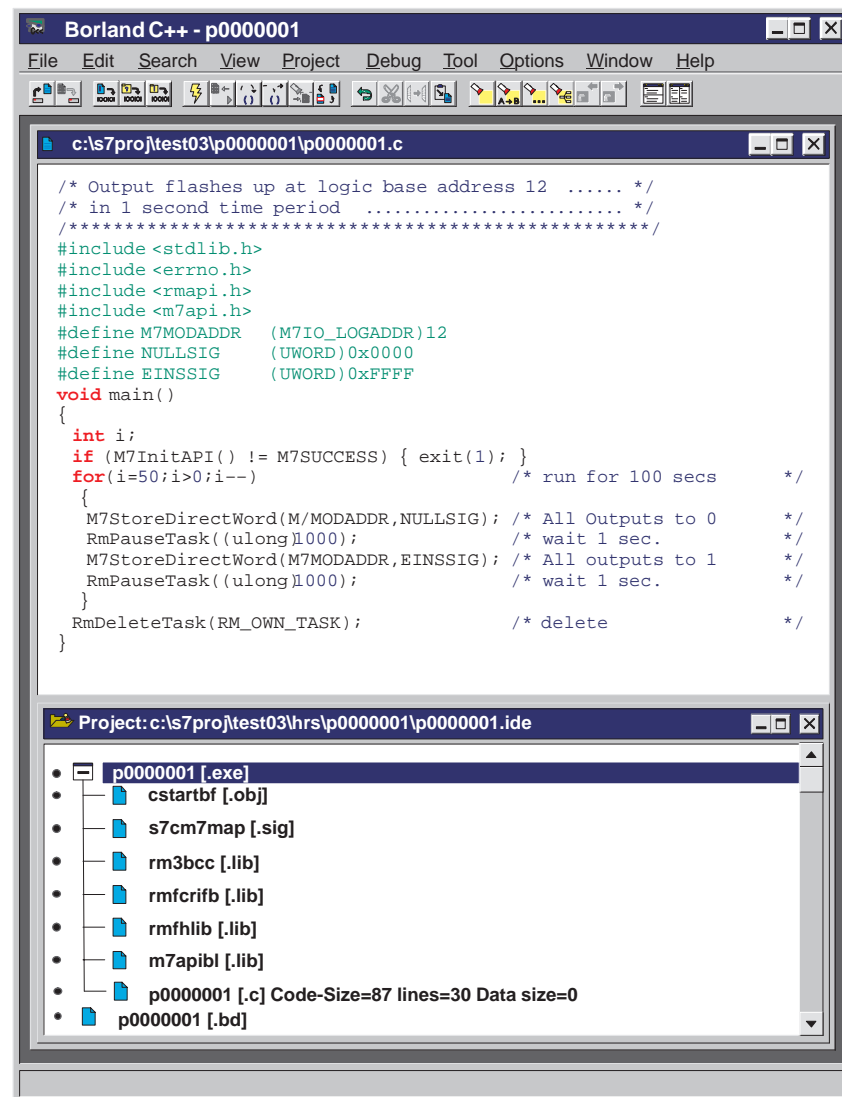 Borland C++ - p0000001
File Edit Search View Project Debug Tool Options Window Help
c:\s7proj\test03\p0000001\p0000001.c
/* Output flashes up at logic base address 12 ...... */
/* in 1 second time period ........................... */
/****************************************************/
#include <stdlib.h>
#include <errno.h>
#include <rmapi.h>
#include <m7api.h>
#define M7MODADDR (M7IO_LOGADDR)12
#define NULLSIG (UWORD)0x0000
#define EINSSIG (UWORD)0xFFFF
void main()
{
int i;
if (M7InitAPI() != M7SUCCESS) { exit(1); }
for(i=50;i>0;i--) /* run for 100 secs */
{
M7StoreDirectWord(M/MODADDR,NULLSIG); /* All Outputs to 0 */
RmPauseTask((ulong)1000); /* wait 1 sec. */
M7StoreDirectWord(M7MODADDR,EINSSIG); /* All outputs to 1 */
RmPauseTask((ulong)1000); /* wait 1 sec. */
}
RmDeleteTask(RM_OWN_TASK); /* delete */
}
Project: c:\s7proj\test03\hrs\p0000001\p0000001.ide
p0000001 [.exe]
cstartbf [.obj]
s7cm7map [.sig]
rm3bcc [.lib]
rmfcrifb [.lib]
rmfhlib [.lib]
m7apibl [.lib]
p0000001 [.c] Code-Size=87 lines=30 Data size=0
p0000001 [.bd]